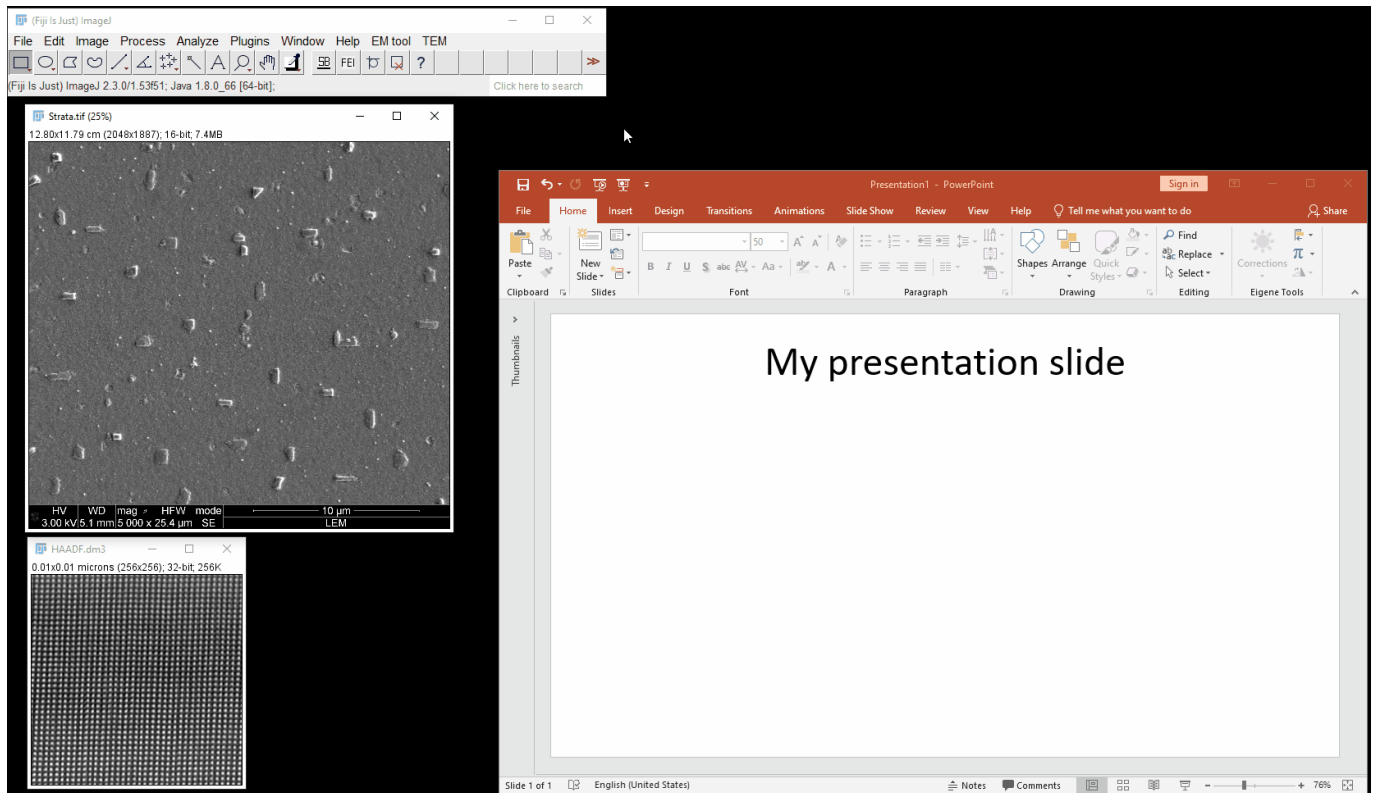 (Fiji Is Just) ImageJ
File Edit Image Process Analyze Plugins Window Help EM tool TEM
A SB FEI ?
(Fiji Is Just) ImageJ 2.3.0/1.53f51; Java 1.8.0_66 [64-bit]; Click here to search
Strata.tif (25%)
12.80x11.79 cm (2048x1887); 16-bit; 7.4MB
HV WD mag HFW mode 10 µm
3.00 kV 5.1 mm 5 000 x 25.4 µm SE LEM
HAADF.dm3
0.01x0.01 microns (256x256); 32-bit; 256K
Presentation1 - PowerPoint Sign in
File Home Insert Design Transitions Animations Slide Show Review View Help Tell me what you want to do Share
Paste
Clipboard
New
Slide
Slides
50
B I U S abc AV Aa A
Font
Paragraph
Shapes Arrange Quick
Styles
Drawing
Find
Replace
Select
Editing
Corrections
Eigene Tools
Thumbnails
My presentation slide
Slide 1 of 1 English (United States) Notes Comments 76%